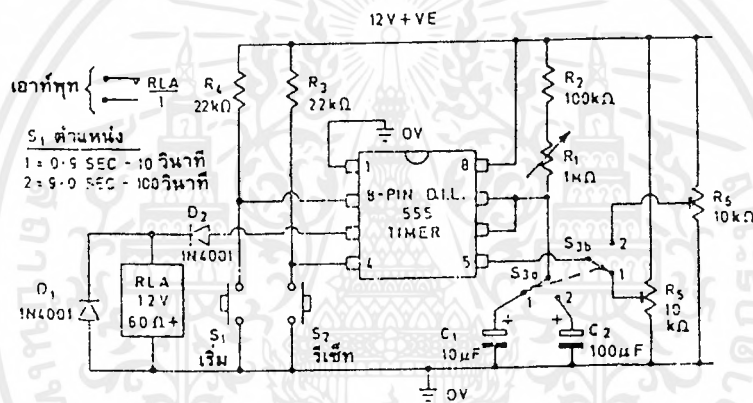 12V+VE
เอาท์พุท
RLA
1
R4
22kΩ
R3
22kΩ
R2
100kΩ
0V
S1 ตำแหน่ง
1 = 0·9 SEC - 10 วินาที
2 = 9·0 SEC - 100 วินาที
1
8
R1
1MΩ
8-PIN D.I.L.
555
TIMER
4
5
D2
1N4001
D1
1N4001
RLA
12V
60Ω+
S1
เริ่ม
S2
รีเซ็ท
S3b
2
1
S3a
1
2
R5
10kΩ
R5
10
kΩ
C1
10μF
+
C2
100μF
+
0V